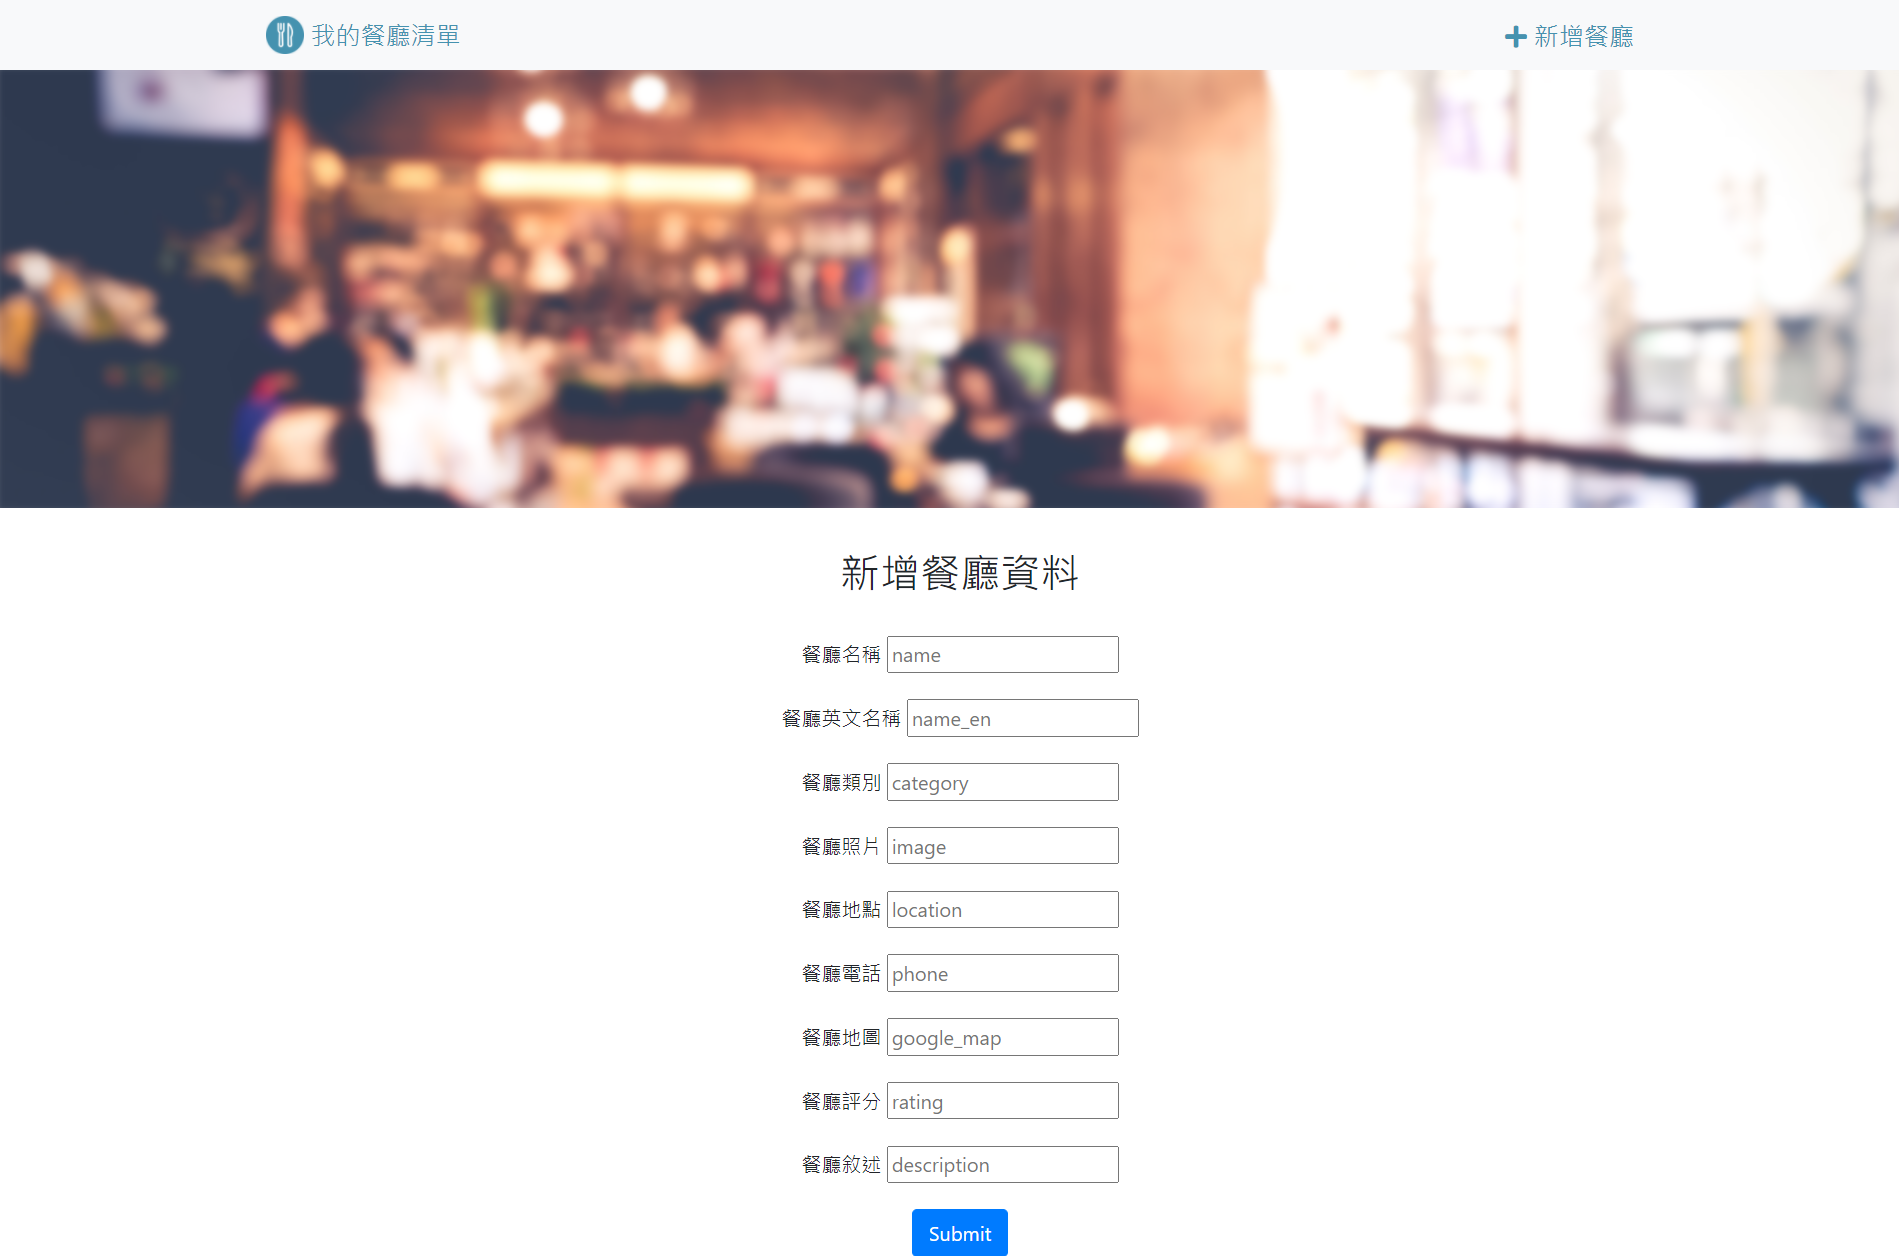 我的餐廳清單
新增餐廳
新增餐廳資料
餐廳名稱 name
餐廳英文名稱 name_en
餐廳類別 category
餐廳照片 image
餐廳地點 location
餐廳電話 phone
餐廳地圖 google_map
餐廳評分 rating
餐廳敘述 description
Submit